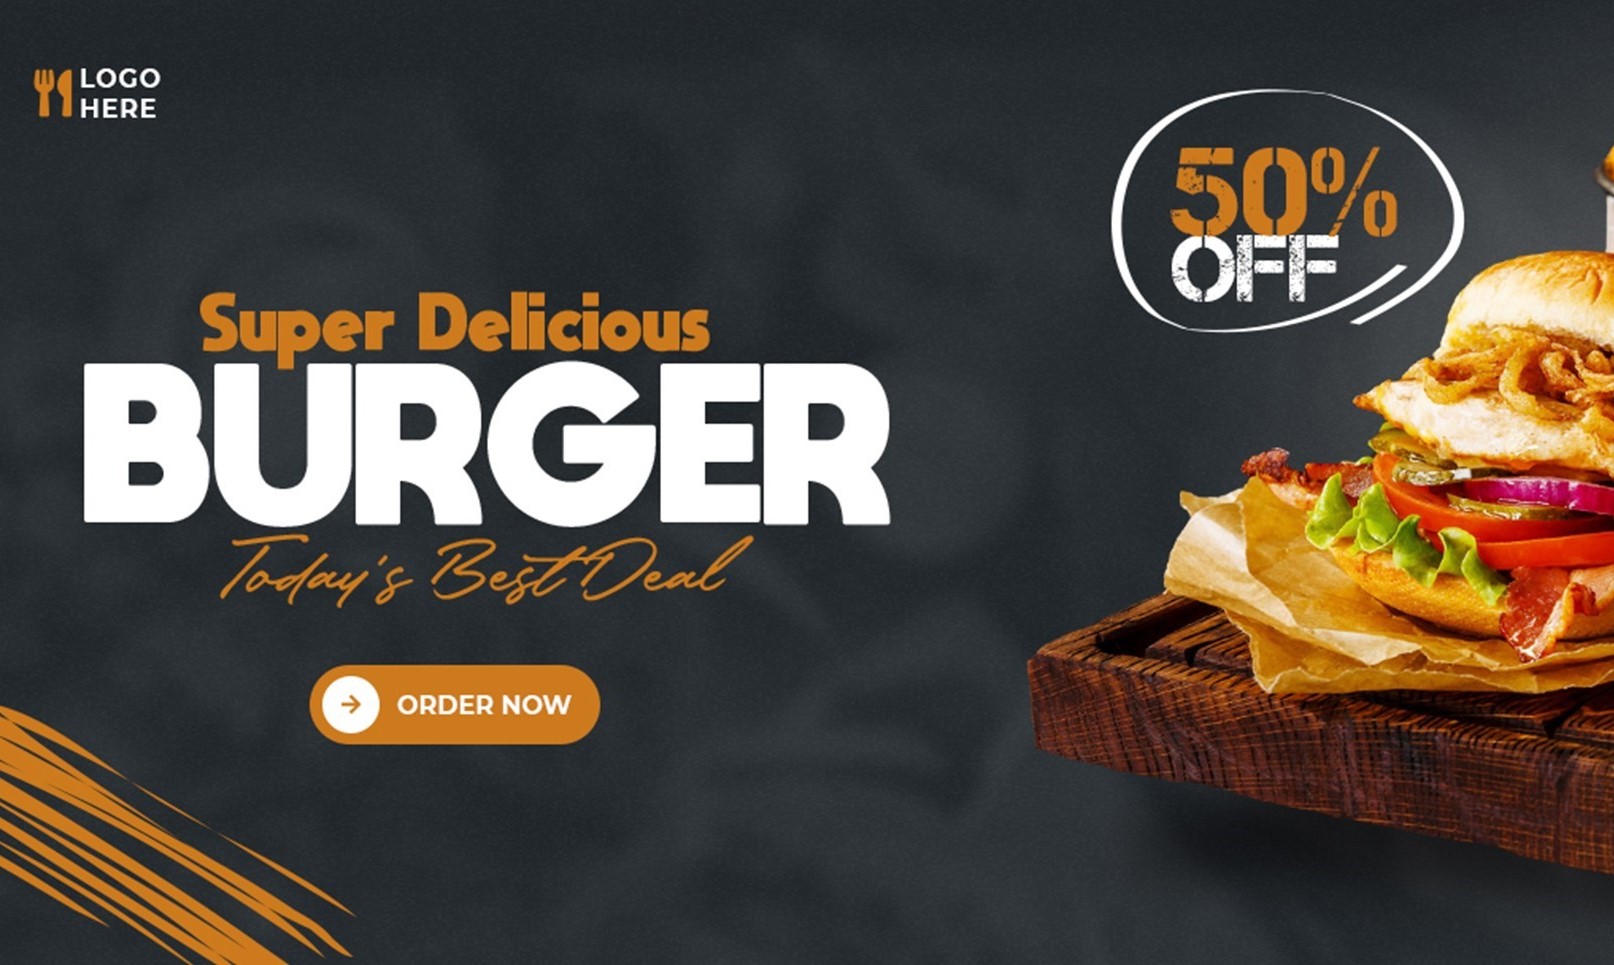 LOGO
HERE
50%
OFF
Super Delicious
BURGER
Today's Best Deal
ORDER NOW